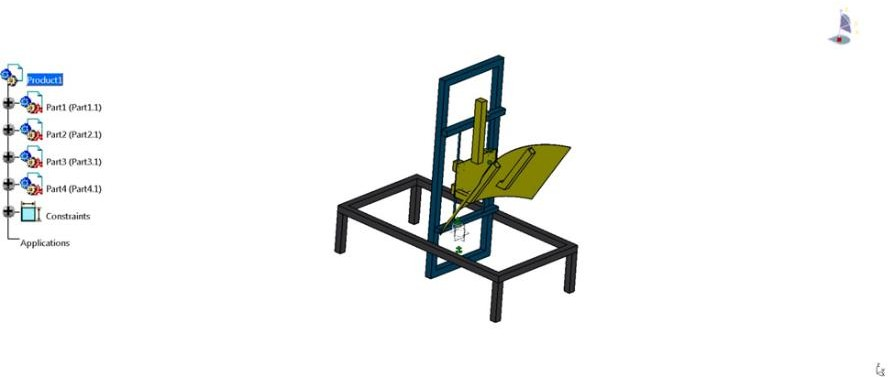 Product1
Part1 (Part1.1)
Part2 (Part2.1)
Part3 (Part3.1)
Part4 (Part4.1)
Constraints
Applications